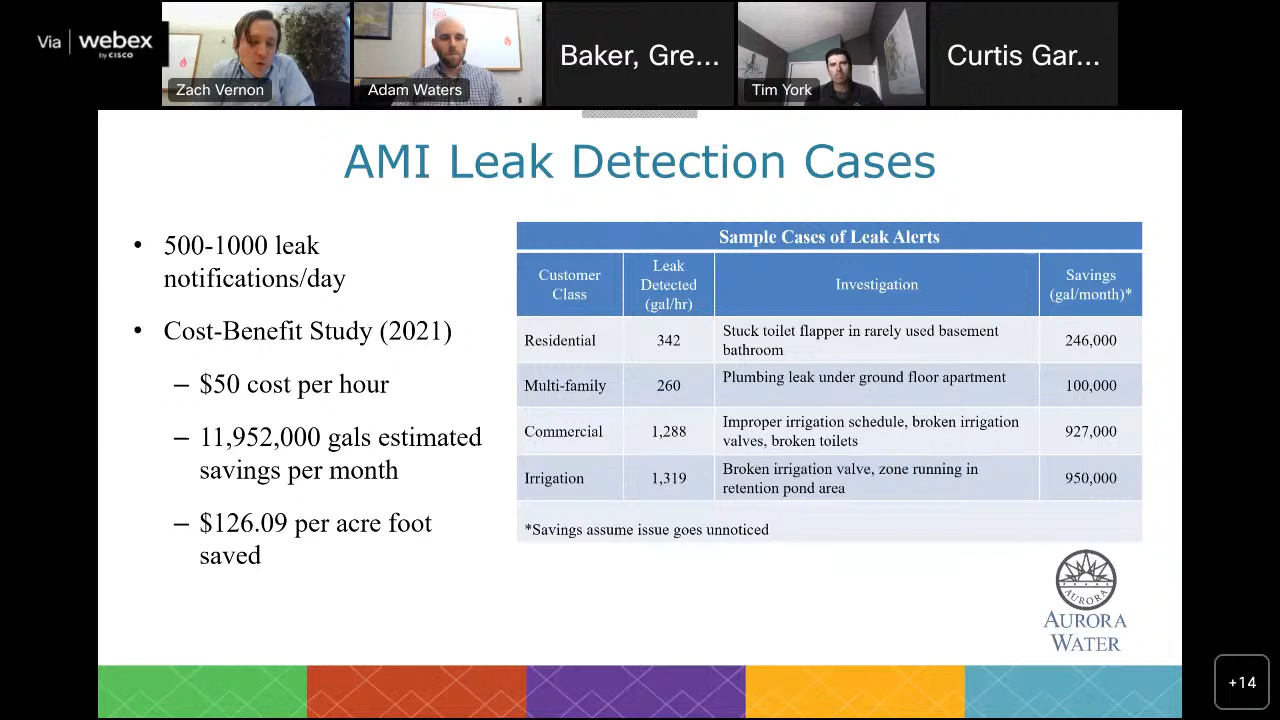 Via webex
by CISCO
Zach Vernon
Adam Waters
Baker, Gre...
Tim York
Curtis Gar...
AMI Leak Detection Cases
• 500-1000 leak
notifications/day
• Cost-Benefit Study (2021)
– $50 cost per hour
– 11,952,000 gals estimated
savings per month
– $126.09 per acre foot
saved
Sample Cases of Leak Alerts
Customer
Class
Leak
Detected
(gal/hr)
Investigation
Savings
(gal/month)*
Residential
342
Stuck toilet flapper in rarely used basement
bathroom
246,000
Multi-family
260
Plumbing leak under ground floor apartment
100,000
Commercial
1,288
Improper irrigation schedule, broken irrigation
valves, broken toilets
927,000
Irrigation
1,319
Broken irrigation valve, zone running in
retention pond area
950,000
*Savings assume issue goes unnoticed
AURORA
AURORA
WATER
+14